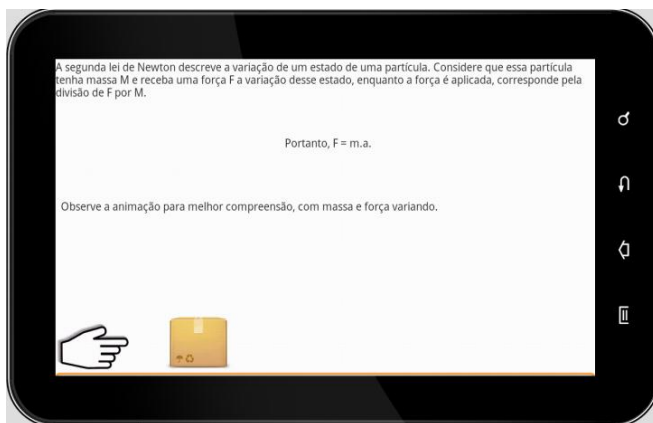 A segunda lei de Newton descreve a variação de um estado de uma partícula. Considere que essa partícula
tenha massa M e receba uma força F a variação desse estado, enquanto a força é aplicada, corresponde pela
divisão de F por M.
Portanto, F = m.a.
Observe a animação para melhor compreensão, com massa e força variando.